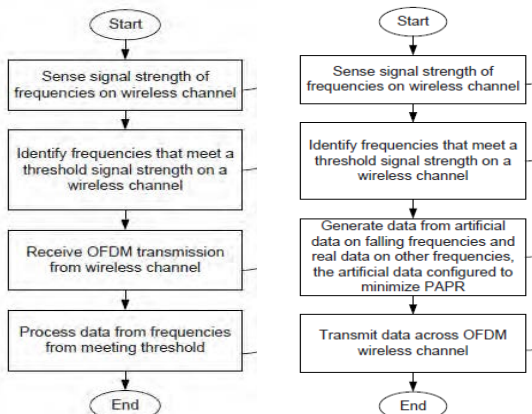 Start
Sense signal strength of
frequencies on wireless channel
Identify frequencies that meet a
threshold signal strength on a
wireless channel
Receive OFDM transmission
from wireless channel
Process data from frequencies
from meeting threshold
End
Start
Sense signal strength of
frequencies on wireless channel
Identify frequencies that meet a
threshold signal strength on a
wireless channel
Generate data from artificial
data on falling frequencies and
real data on other frequencies,
the artificial data configured to
minimize PAPR
Transmit data across OFDM
wireless channel
End